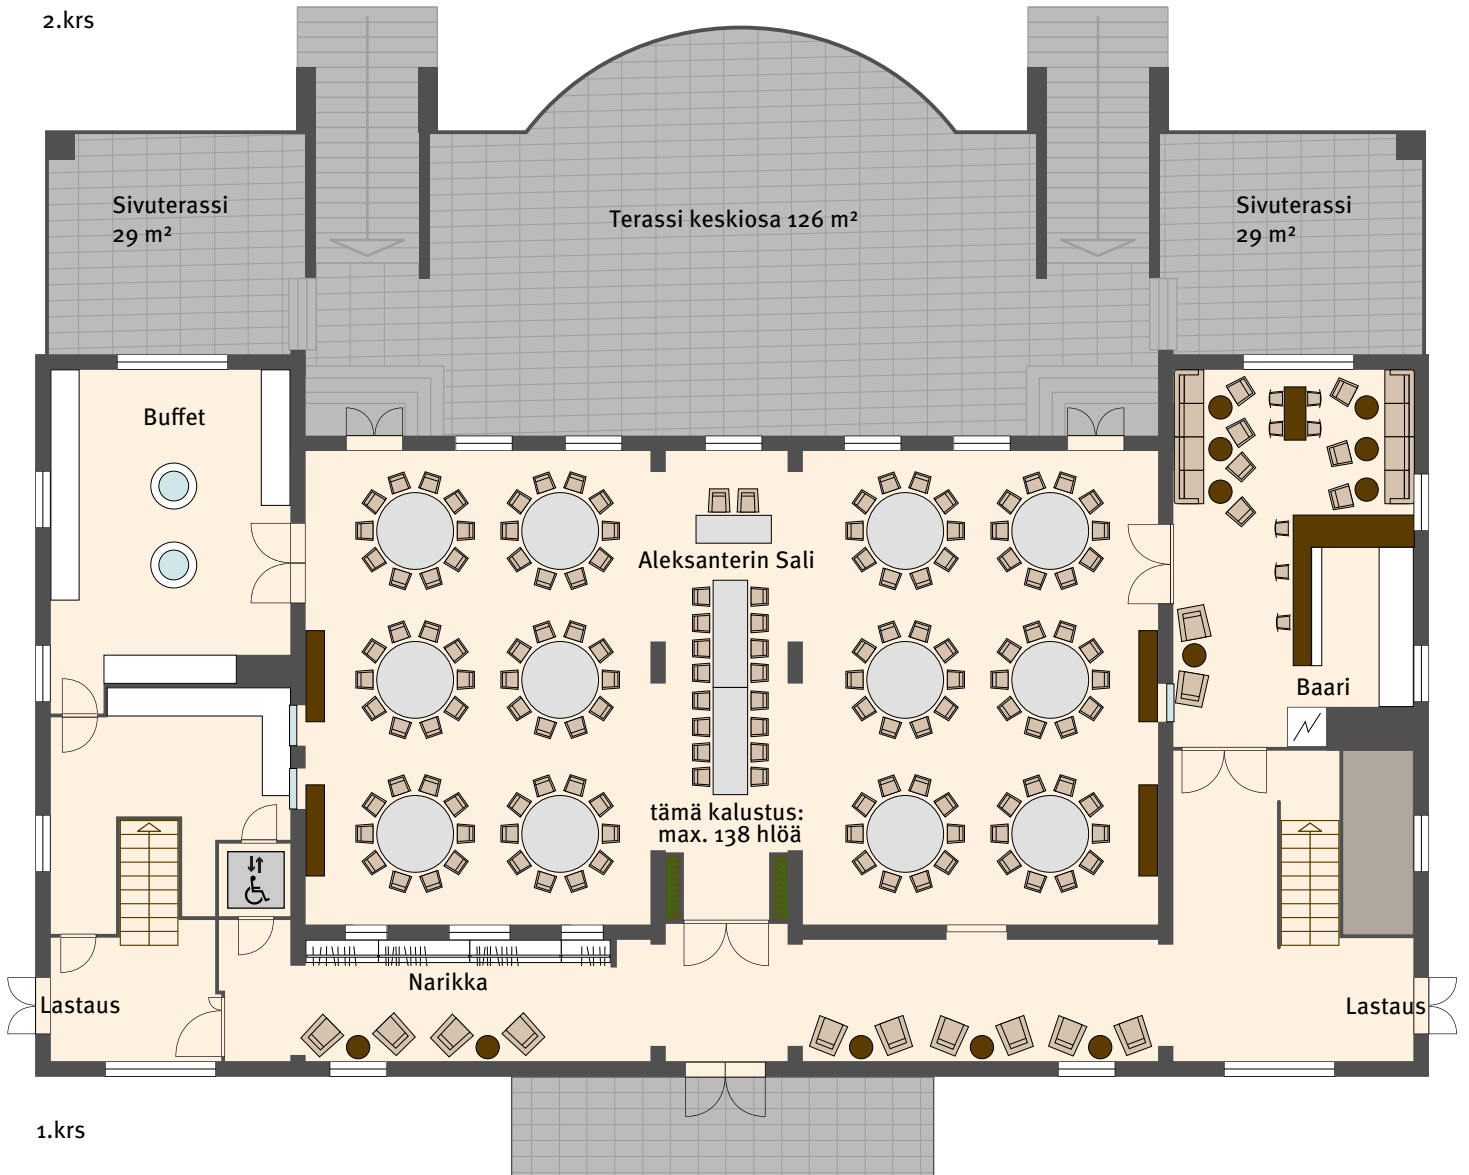 2.krs
Sivuterassi
29 m²
Terassi keskiosa 126 m²
Sivuterassi
29 m²
Buffet
Aleksanterin Sali
Baari
tämä kalustus:
max. 138 hlöä
Narikka
Lastaus
Lastaus
1.krs